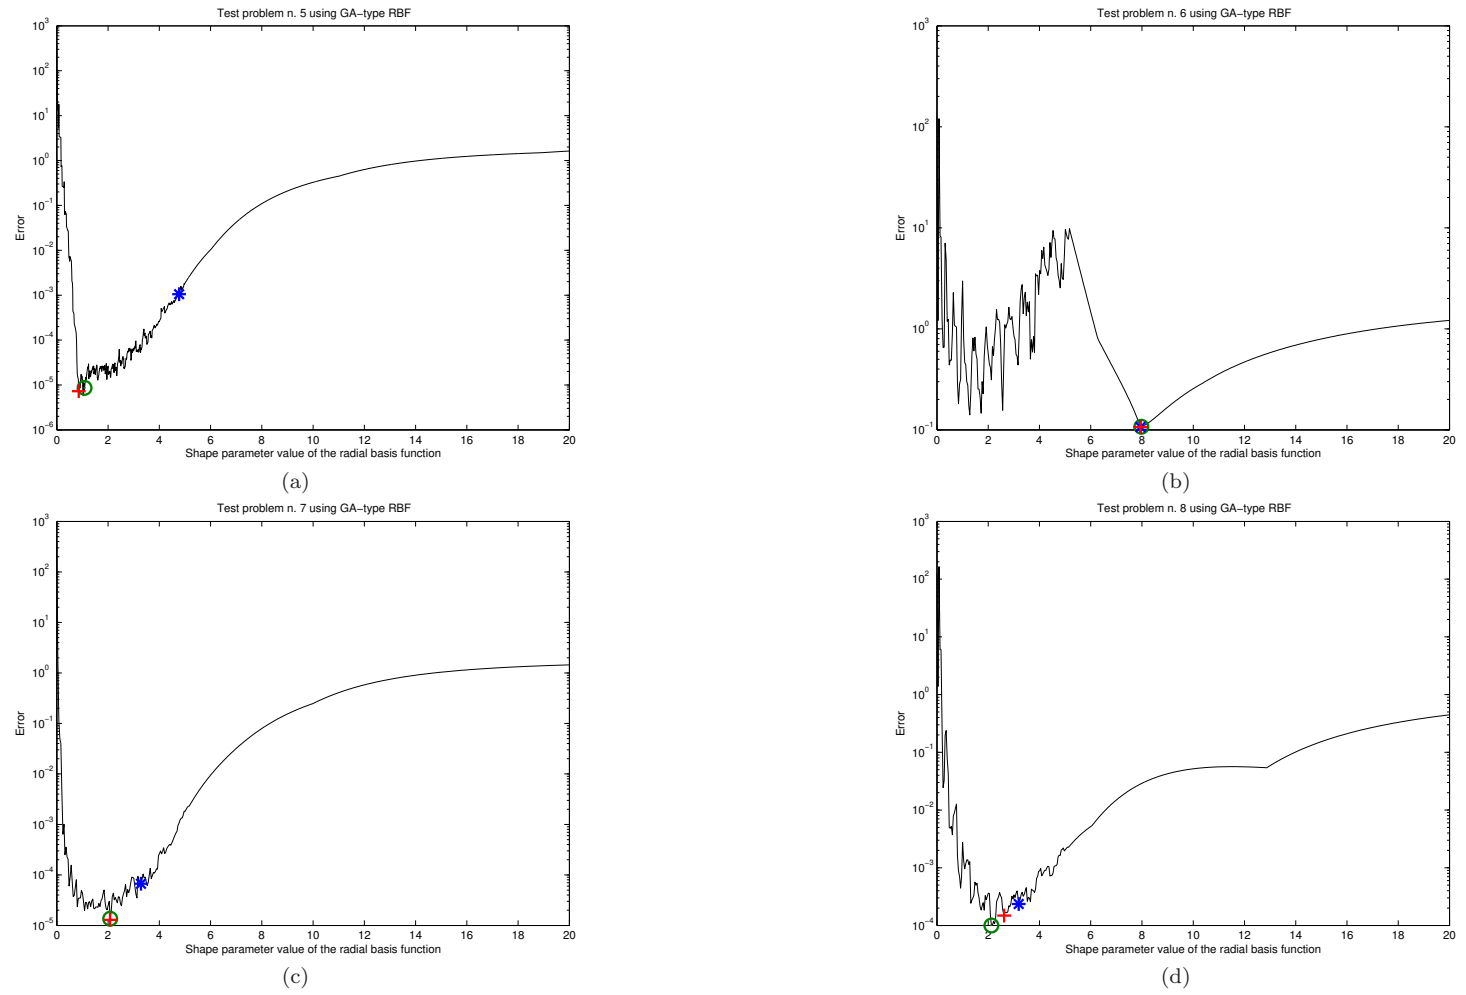 Test problem n. 5 using GA−type RBF
10^3
10^2
10^1
10^0
10^−1
10^−2
10^−3
10^−4
10^−5
10^−6
Error
0 2 4 6 8 10 12 14 16 18 20
Shape parameter value of the radial basis function
(a)
Test problem n. 6 using GA−type RBF
10^3
10^2
10^1
10^0
10^−1
Error
0 2 4 6 8 10 12 14 16 18 20
Shape parameter value of the radial basis function
(b)
Test problem n. 7 using GA−type RBF
10^3
10^2
10^1
10^0
10^−1
10^−2
10^−3
10^−4
10^−5
Error
0 2 4 6 8 10 12 14 16 18 20
Shape parameter value of the radial basis function
(c)
Test problem n. 8 using GA−type RBF
10^3
10^2
10^1
10^0
10^−1
10^−2
10^−3
10^−4
Error
0 2 4 6 8 10 12 14 16 18 20
Shape parameter value of the radial basis function
(d)